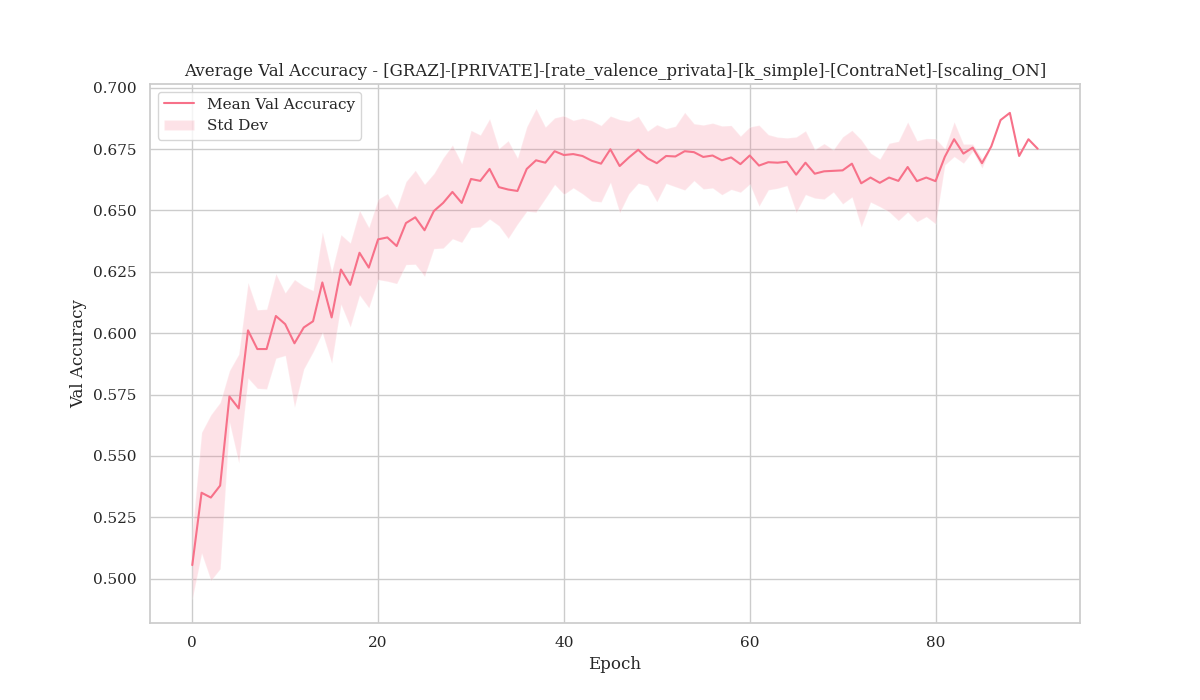 Average Val Accuracy - [GRAZ]-[PRIVATE]-[rate_valence_privata]-[k_simple]-[ContraNet]-[scaling_ON]
Mean Val Accuracy
Std Dev
0.700
0.675
0.650
0.625
0.600
0.575
0.550
0.525
0.500
Val Accuracy
0 20 40 60 80
Epoch